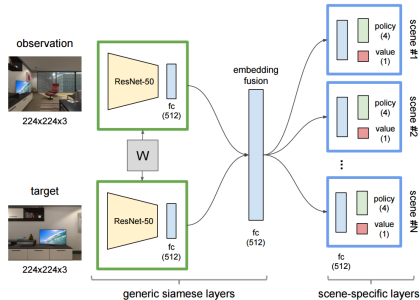 observation
224x224x3
target
224x224x3
ResNet-50
fc
(512)
W
ResNet-50
fc
(512)
embedding
fusion
fc
(512)
generic siamese layers
policy
(4)
value
(1)
scene #1
policy
(4)
value
(1)
scene #2
...
policy
(4)
value
(1)
scene #N
fc
(512)
scene-specific layers